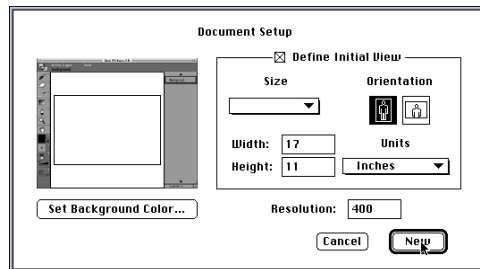 Document Setup
Define Initial View
Size
Orientation
Width: 17
Units
Height: 11
Inches
Set Background Color...
Resolution: 400
Cancel
New